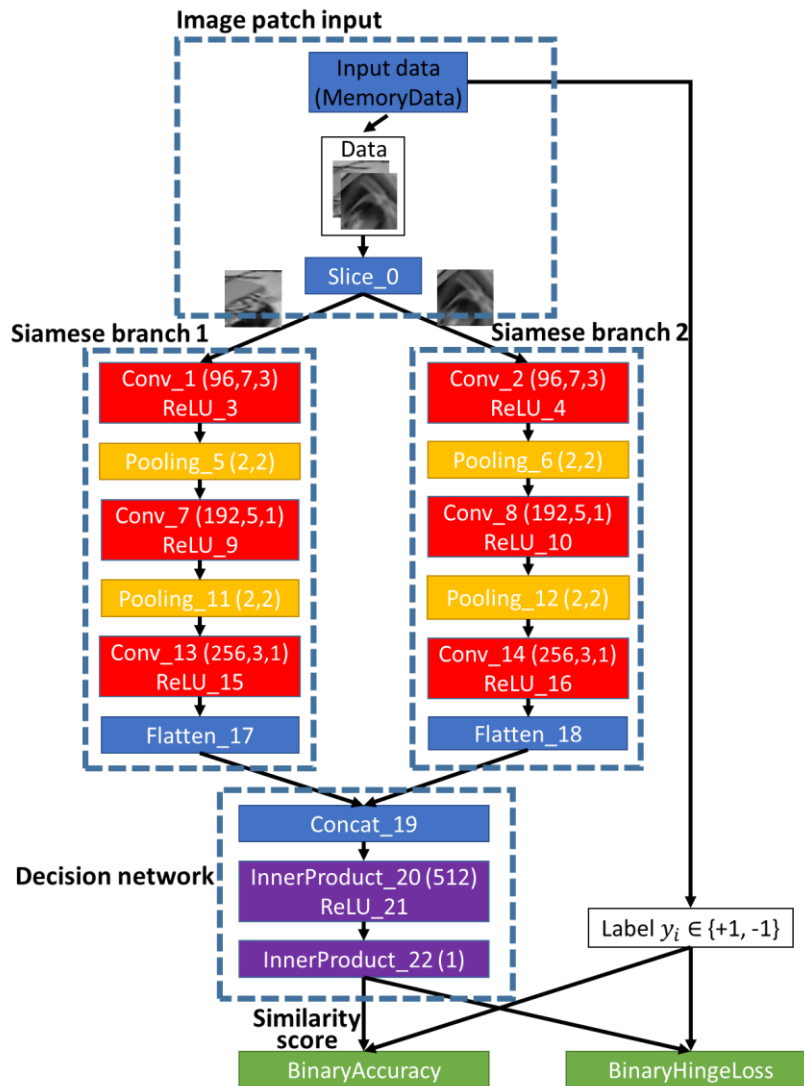 Image patch input
Input data
(MemoryData)
Data
Slice_0
Siamese branch 1
Siamese branch 2
Conv_1 (96,7,3)
ReLU_3
Conv_2 (96,7,3)
ReLU_4
Pooling_5 (2,2)
Pooling_6 (2,2)
Conv_7 (192,5,1)
ReLU_9
Conv_8 (192,5,1)
ReLU_10
Pooling_11 (2,2)
Pooling_12 (2,2)
Conv_13 (256,3,1)
ReLU_15
Conv_14 (256,3,1)
ReLU_16
Flatten_17
Flatten_18
Concat_19
Decision network
InnerProduct_20 (512)
ReLU_21
Label yᵢ ∈ {+1, -1}
InnerProduct_22 (1)
Similarity
score
BinaryAccuracy
BinaryHingeLoss